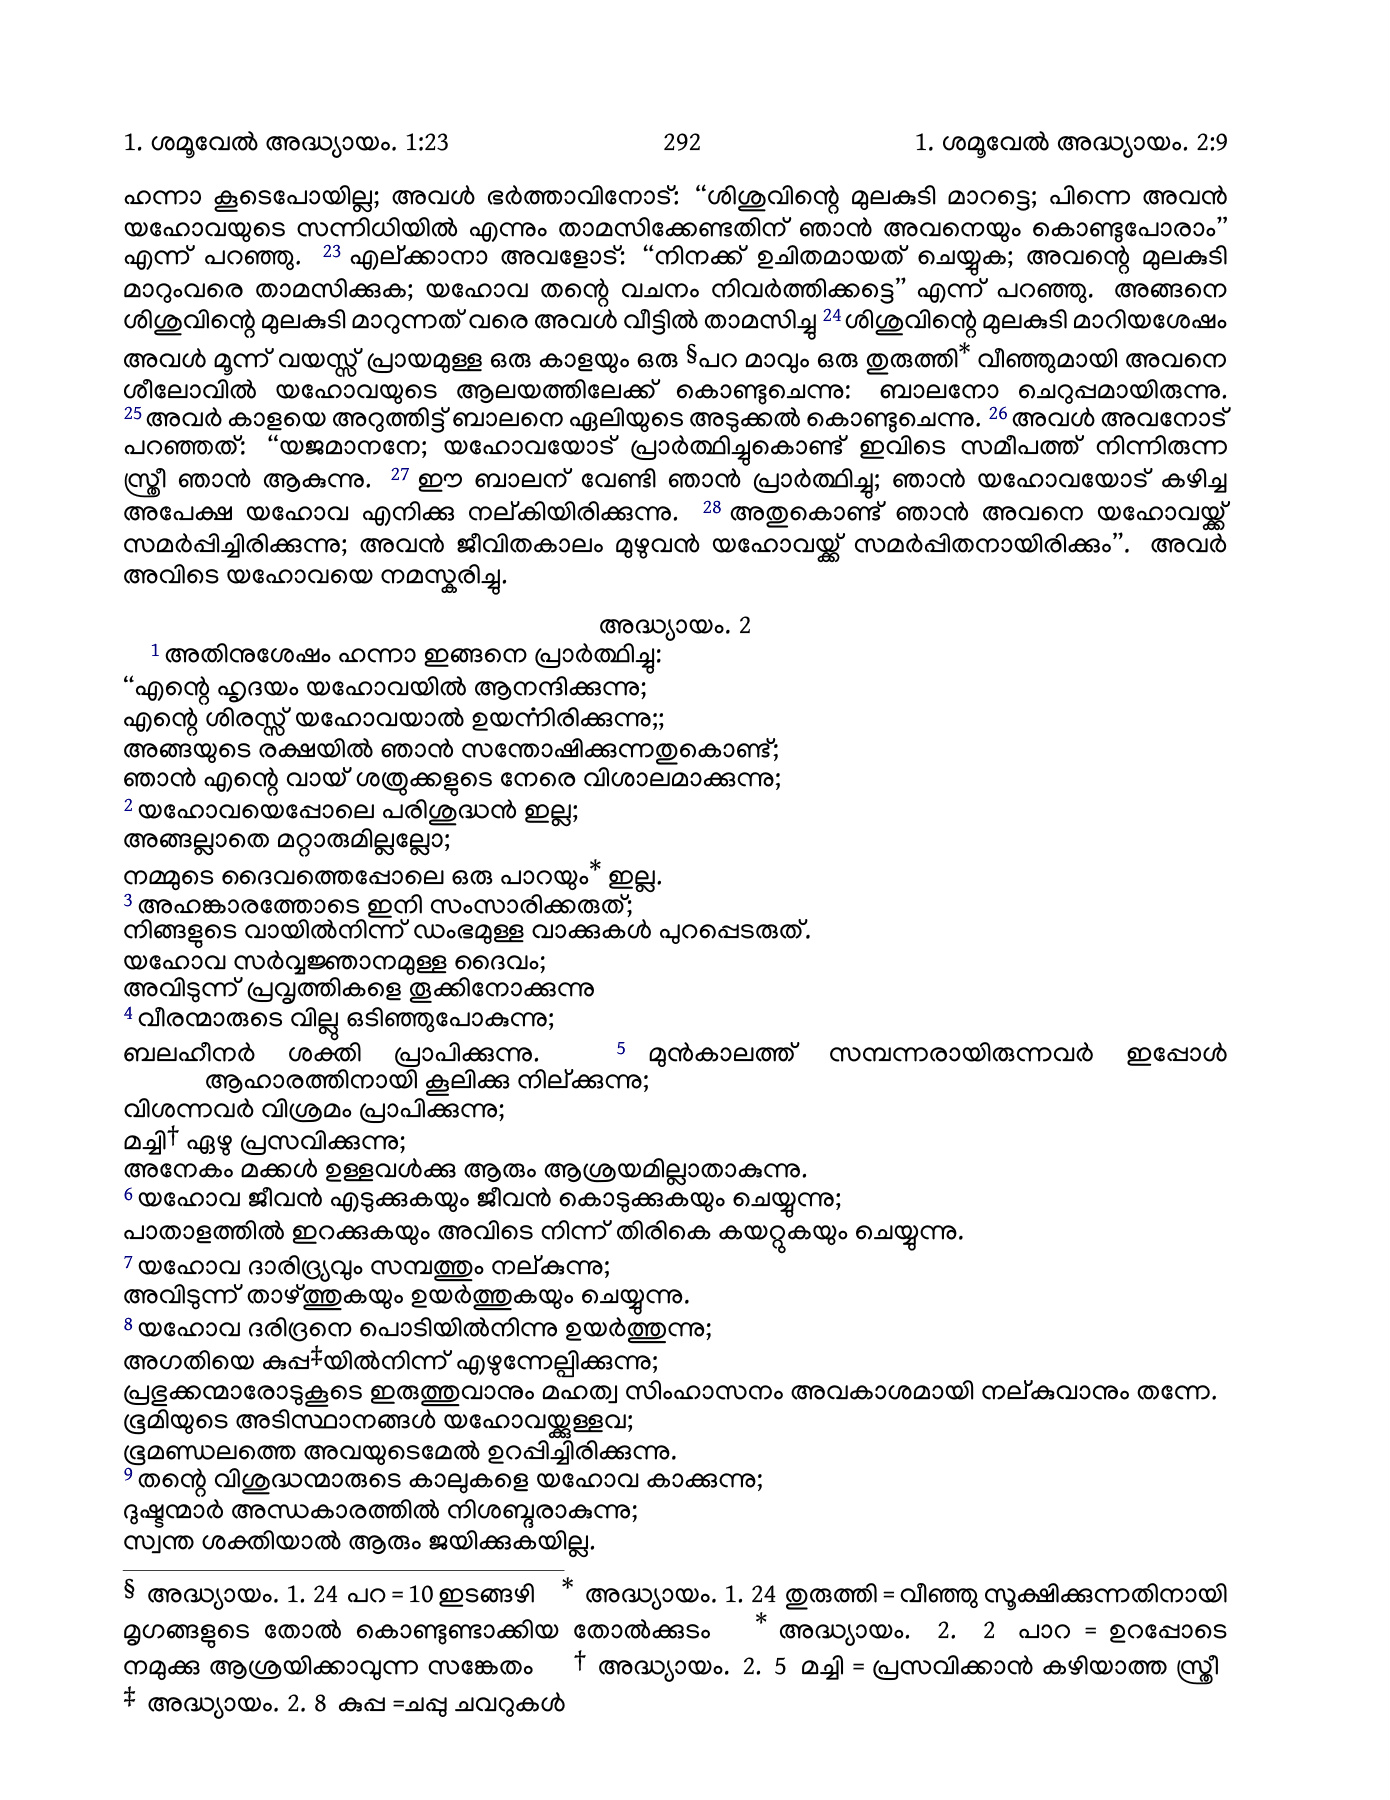 1. ശമൂവേൽ അദ്ധ്യായം. 1:23 292 1. ശമൂവേൽ അദ്ധ്യായം. 2:9
ഹന്നാ കൂടെപോയില്ല; അവൾ ഭർത്താവിനോട്: “ശിശുവിന്റെ മുലകുടി മാറട്ടെ; പിന്നെ അവൻ
യഹോവയുടെ സന്നിധിയിൽ എന്നും താമസിക്കേണ്ടതിന് ഞാൻ അവനെയും കൊണ്ടുപോരാം”
എന്ന് പറഞ്ഞു. 23 എല്ക്കാനാ അവളോട്: “നിനക്ക് ഉചിതമായത് ചെയ്യുക; അവന്റെ മുലകുടി
മാറുംവരെ താമസിക്കുക; യഹോവ തന്റെ വചനം നിവർത്തിക്കട്ടെ” എന്ന് പറഞ്ഞു. അങ്ങനെ
ശിശുവിന്റെ മുലകുടി മാറുന്നത് വരെ അവൾ വീട്ടിൽ താമസിച്ചു 24 ശിശുവിന്റെ മുലകുടി മാറിയശേഷം
അവൾ മൂന്ന് വയസ്സ് പ്രായമുള്ള ഒരു കാളയും ഒരു §പറ മാവും ഒരു തുരുത്തി* വീഞ്ഞുമായി അവനെ
ശീലോവിൽ യഹോവയുടെ ആലയത്തിലേക്ക് കൊണ്ടുചെന്നു: ബാലനോ ചെറുപ്പമായിരുന്നു.
25 അവർ കാളയെ അറുത്തിട്ട് ബാലനെ ഏലിയുടെ അടുക്കൽ കൊണ്ടുചെന്നു. 26 അവൾ അവനോട്
പറഞ്ഞത്: “യജമാനനേ; യഹോവയോട് പ്രാർത്ഥിച്ചുകൊണ്ട് ഇവിടെ സമീപത്ത് നിന്നിരുന്ന
സ്ത്രീ ഞാൻ ആകുന്നു. 27 ഈ ബാലന് വേണ്ടി ഞാൻ പ്രാർത്ഥിച്ചു; ഞാൻ യഹോവയോട് കഴിച്ച
അപേക്ഷ യഹോവ എനിക്കു നല്കിയിരിക്കുന്നു. 28 അതുകൊണ്ട് ഞാൻ അവനെ യഹോവയ്ക്ക്
സമർപ്പിച്ചിരിക്കുന്നു; അവൻ ജീവിതകാലം മുഴുവൻ യഹോവയ്ക്ക് സമർപ്പിതനായിരിക്കും”. അവർ
അവിടെ യഹോവയെ നമസ്കരിച്ചു.
അദ്ധ്യായം. 2
1 അതിനുശേഷം ഹന്നാ ഇങ്ങനെ പ്രാർത്ഥിച്ചു:
“എന്റെ ഹൃദയം യഹോവയിൽ ആനന്ദിക്കുന്നു;
എന്റെ ശിരസ്സ് യഹോവയാൽ ഉയൎന്നിരിക്കുന്നു;;
അങ്ങയുടെ രക്ഷയിൽ ഞാൻ സന്തോഷിക്കുന്നതുകൊണ്ട്;
ഞാൻ എന്റെ വായ് ശത്രുക്കളുടെ നേരെ വിശാലമാക്കുന്നു;
2 യഹോവയെപ്പോലെ പരിശുദ്ധൻ ഇല്ല;
അങ്ങല്ലാതെ മറ്റാരുമില്ലല്ലോ;
നമ്മുടെ ദൈവത്തെപ്പോലെ ഒരു പാറയും* ഇല്ല.
3 അഹങ്കാരത്തോടെ ഇനി സംസാരിക്കരുത്;
നിങ്ങളുടെ വായിൽനിന്ന് ഡംഭമുള്ള വാക്കുകൾ പുറപ്പെടരുത്.
യഹോവ സർവ്വജ്ഞാനമുള്ള ദൈവം;
അവിടുന്ന് പ്രവൃത്തികളെ തൂക്കിനോക്കുന്നു
4 വീരന്മാരുടെ വില്ലു ഒടിഞ്ഞുപോകുന്നു;
ബലഹീനർ ശക്തി പ്രാപിക്കുന്നു. 5 മുൻകാലത്ത് സമ്പന്നരായിരുന്നവർ ഇപ്പോൾ
ആഹാരത്തിനായി കൂലിക്കു നില്ക്കുന്നു;
വിശന്നവർ വിശ്രമം പ്രാപിക്കുന്നു;
മച്ചി† ഏഴു പ്രസവിക്കുന്നു;
അനേകം മക്കൾ ഉള്ളവൾക്കു ആരും ആശ്രയമില്ലാതാകുന്നു.
6 യഹോവ ജീവൻ എടുക്കുകയും ജീവൻ കൊടുക്കുകയും ചെയ്യുന്നു;
പാതാളത്തിൽ ഇറക്കുകയും അവിടെ നിന്ന് തിരികെ കയറ്റുകയും ചെയ്യുന്നു.
7 യഹോവ ദാരിദ്ര്യവും സമ്പത്തും നല്കുന്നു;
അവിടുന്ന് താഴ്ത്തുകയും ഉയർത്തുകയും ചെയ്യുന്നു.
8 യഹോവ ദരിദ്രനെ പൊടിയിൽനിന്നു ഉയർത്തുന്നു;
അഗതിയെ കുപ്പ‡യിൽനിന്ന് എഴുന്നേല്പിക്കുന്നു;
പ്രഭുക്കന്മാരോടുകൂടെ ഇരുത്തുവാനും മഹത്വ സിംഹാസനം അവകാശമായി നല്കുവാനും തന്നേ.
ഭൂമിയുടെ അടിസ്ഥാനങ്ങൾ യഹോവയ്ക്കുള്ളവ;
ഭൂമണ്ഡലത്തെ അവയുടെമേൽ ഉറപ്പിച്ചിരിക്കുന്നു.
9 തന്റെ വിശുദ്ധന്മാരുടെ കാലുകളെ യഹോവ കാക്കുന്നു;
ദുഷ്ടന്മാർ അന്ധകാരത്തിൽ നിശബ്ദരാകുന്നു;
സ്വന്ത ശക്തിയാൽ ആരും ജയിക്കുകയില്ല.
§ അദ്ധ്യായം. 1. 24 പറ = 10 ഇടങ്ങഴി * അദ്ധ്യായം. 1. 24 തുരുത്തി = വീഞ്ഞു സൂക്ഷിക്കുന്നതിനായി
മൃഗങ്ങളുടെ തോൽ കൊണ്ടുണ്ടാക്കിയ തോൽക്കുടം * അദ്ധ്യായം. 2. 2 പാറ = ഉറപ്പോടെ
നമുക്കു ആശ്രയിക്കാവുന്ന സങ്കേതം † അദ്ധ്യായം. 2. 5 മച്ചി = പ്രസവിക്കാൻ കഴിയാത്ത സ്ത്രീ
‡ അദ്ധ്യായം. 2. 8 കുപ്പ =ചപ്പു ചവറുകൾ